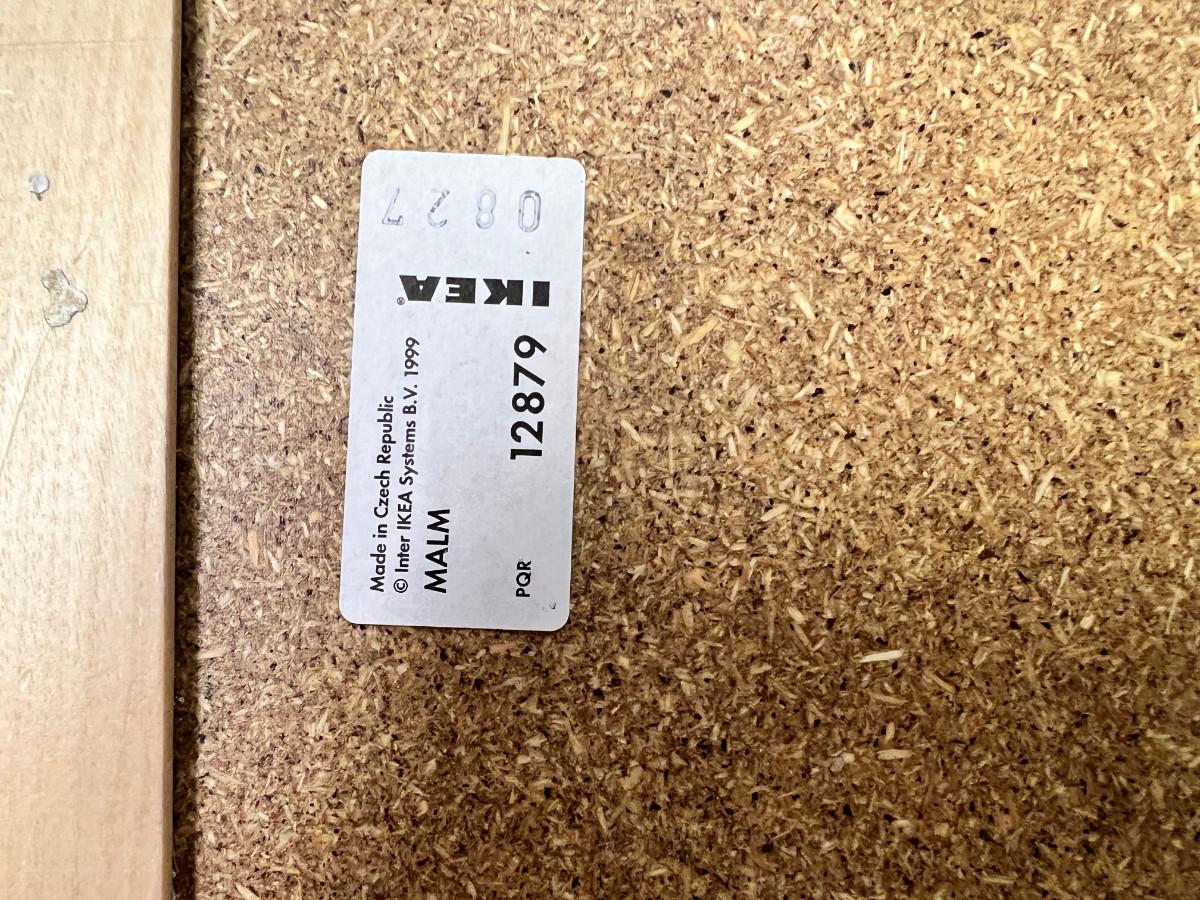 Made in Czech Republic
© Inter IKEA Systems B.V. 1999
MALM
PQR 12879
IKEA®
0827